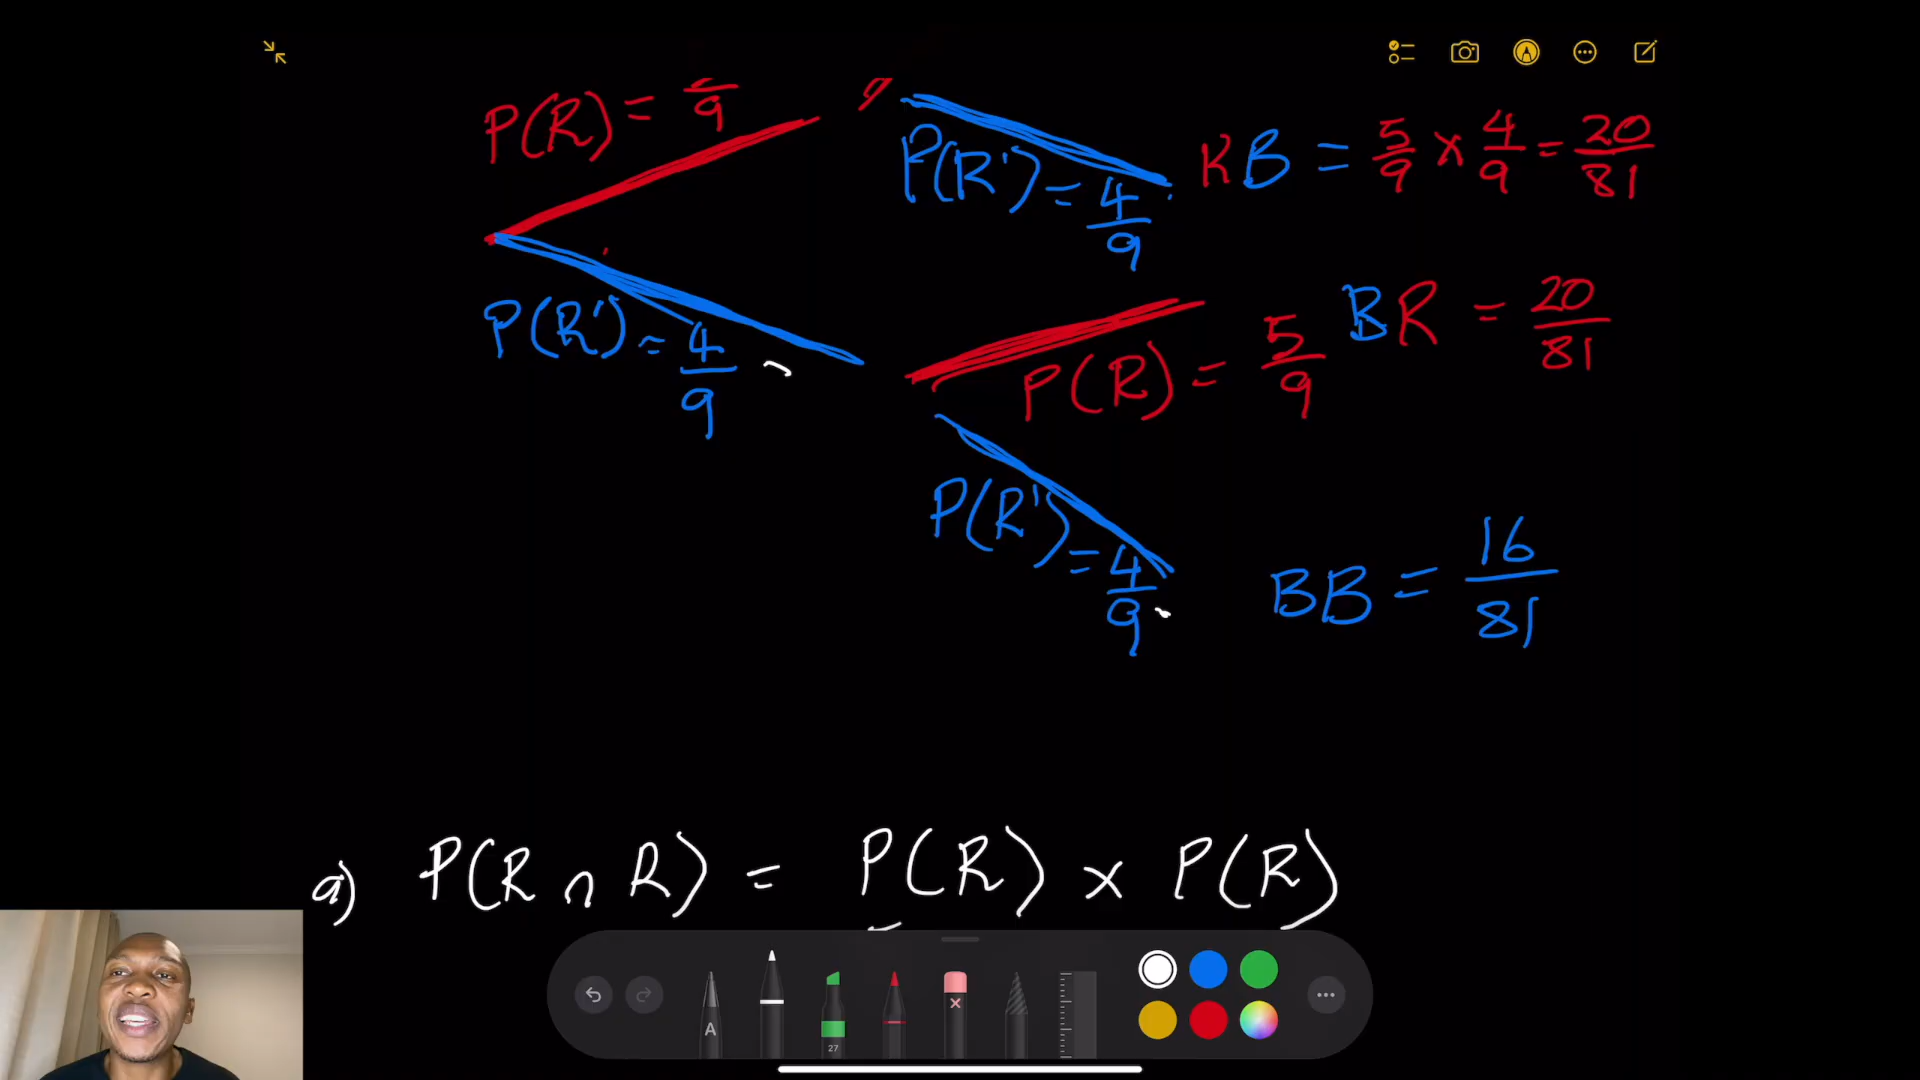 P(R) = /9
P(R') = 4/9
RB = 5/9 x 4/9 = 20/81
P(R') = 4/9
P(R) = 5/9
BR = 20/81
P(R') = 4/9
BB = 16/81
a) P(R ∩ R) = P(R) x P(R)
A
27